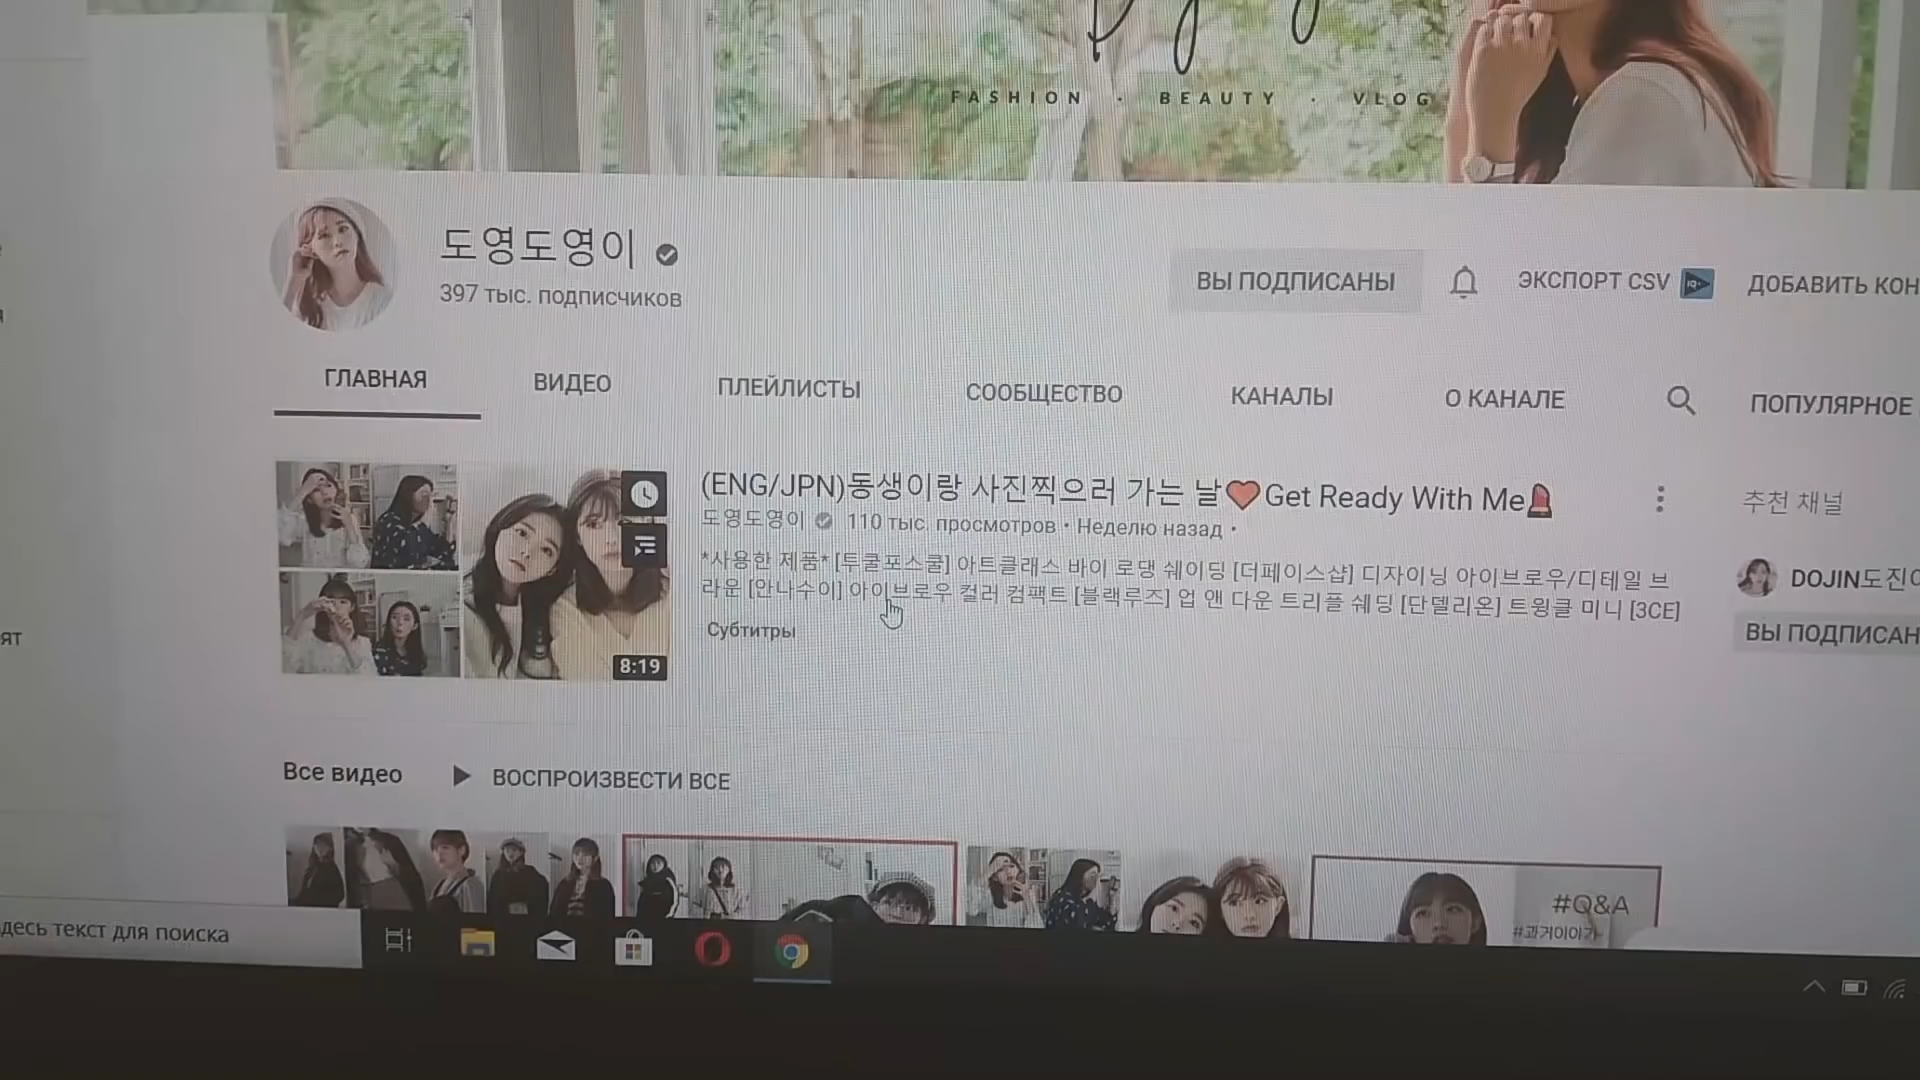 FASHION · BEAUTY · VLOG
도영도영이
397 тыс. подписчиков
ВЫ ПОДПИСАНЫ
ЭКСПОРТ CSV
ДОБАВИТЬ КОН
ГЛАВНАЯ
ВИДЕО
ПЛЕЙЛИСТЫ
СООБЩЕСТВО
КАНАЛЫ
О КАНАЛЕ
ПОПУЛЯРНОЕ
(ENG/JPN)동생이랑 사진찍으러 가는 날❤️Get Ready With Me💄
도영도영이 110 тыс. просмотров • Неделю назад •
*사용한 제품* [투쿨포스쿨] 아트클래스 바이 로댕 쉐이딩 [더페이스샵] 디자이닝 아이브로우/디테일 브
라운 [안나수이] 아이브로우 컬러 컴팩트 [블랙루즈] 업 앤 다운 트리플 쉐딩 [단델리온] 트윙클 미니 [3CE]
Субтитры
8:19
추천 채널
DOJIN도진
ВЫ ПОДПИСАН
ят
Все видео
ВОСПРОИЗВЕСТИ ВСЕ
#Q&A
десь текст для поиска